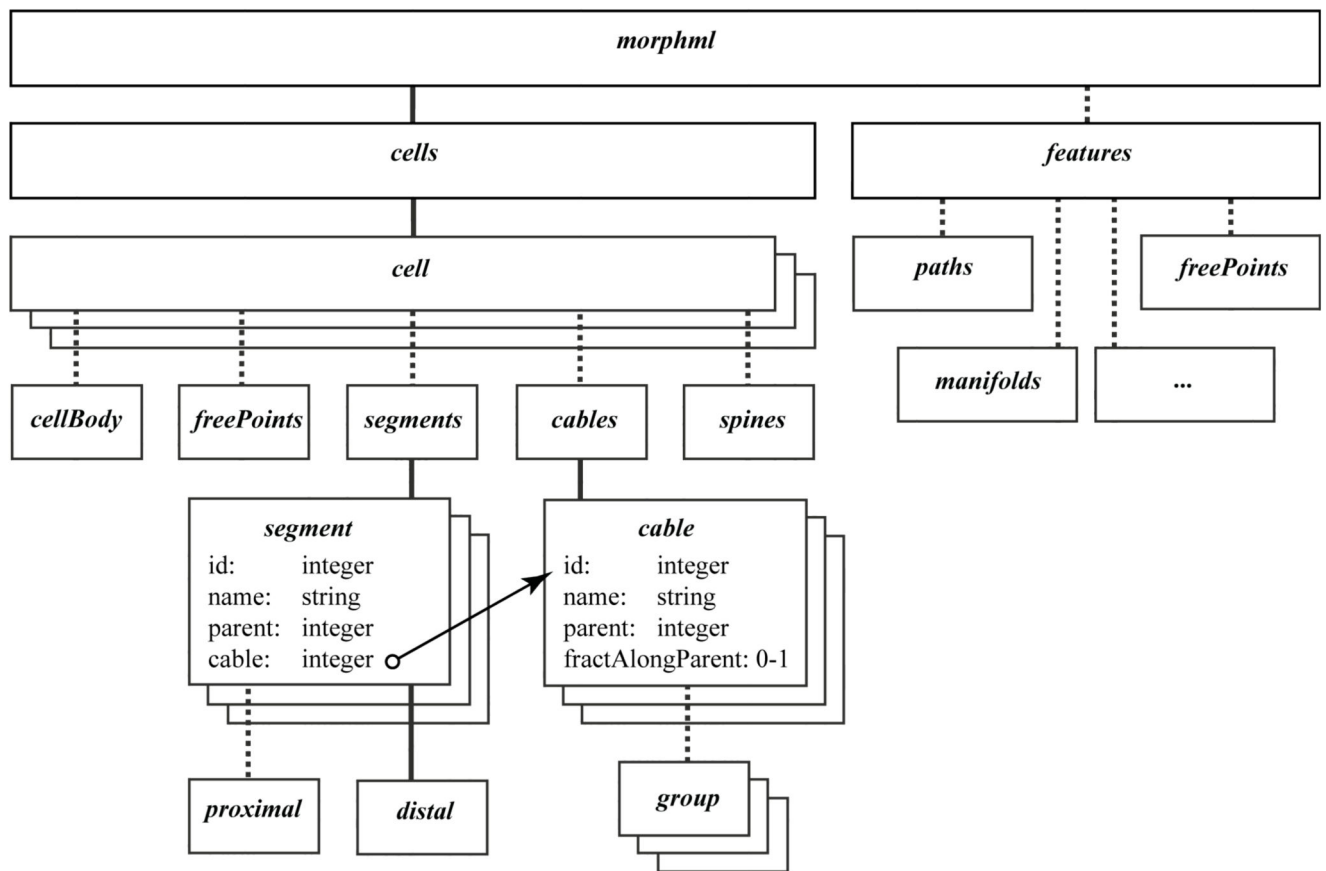 morphml
cells
features
cell
paths
freePoints
manifolds
...
cellBody
freePoints
segments
cables
spines
segment
id: integer
name: string
parent: integer
cable: integer
cable
id: integer
name: string
parent: integer
fractAlongParent: 0-1
proximal
distal
group